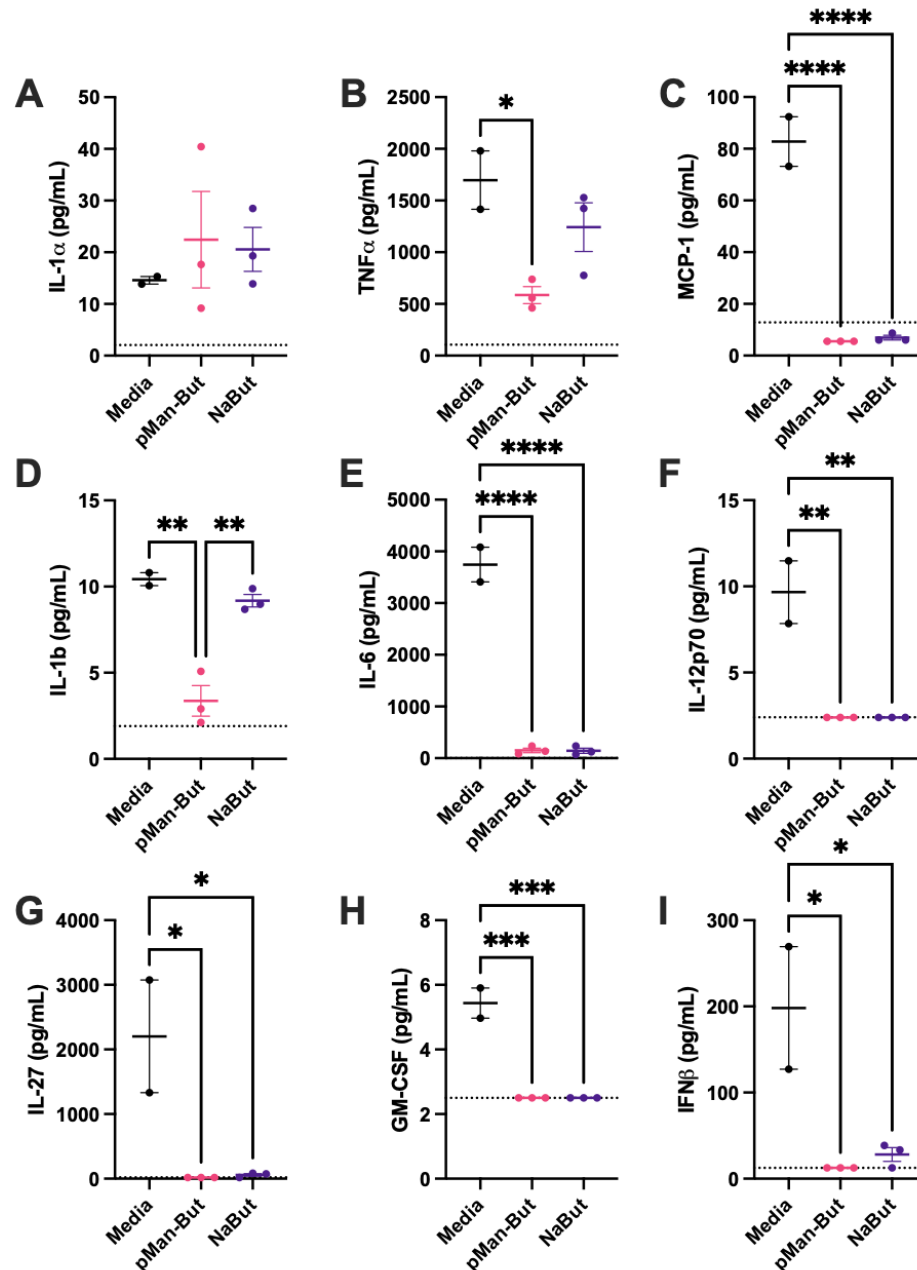 A
IL-1α (pg/mL)
50
40
30
20
10
0
Media
pMan-But
NaBut
B
TNFα (pg/mL)
2500
2000
1500
1000
500
0
*
Media
pMan-But
NaBut
C
MCP-1 (pg/mL)
100
80
60
40
20
0
****
****
Media
pMan-But
NaBut
D
IL-1b (pg/mL)
15
10
5
0
**
**
Media
pMan-But
NaBut
E
IL-6 (pg/mL)
5000
4000
3000
2000
1000
0
****
****
Media
pMan-But
NaBut
F
IL-12p70 (pg/mL)
15
10
5
0
**
**
Media
pMan-But
NaBut
G
IL-27 (pg/mL)
4000
3000
2000
1000
0
*
*
Media
pMan-But
NaBut
H
GM-CSF (pg/mL)
8
6
4
2
0
***
***
Media
pMan-But
NaBut
I
IFNβ (pg/mL)
300
200
100
0
*
*
Media
pMan-But
NaBut